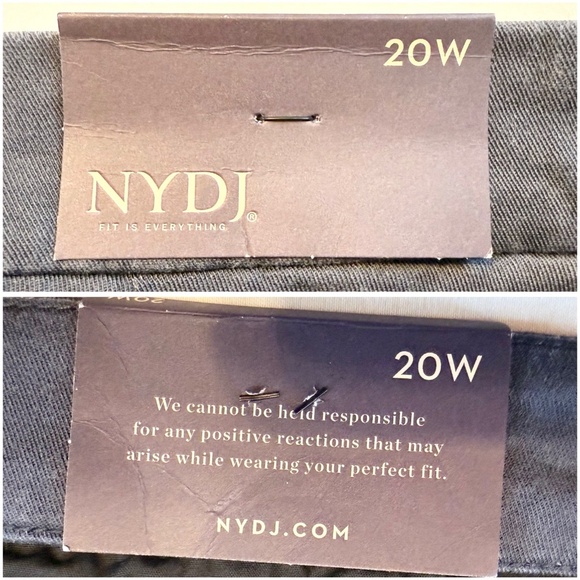 20W
NYDJ®
FIT IS EVERYTHING
20W
20W
We cannot be held responsible
for any positive reactions that may
arise while wearing your perfect fit.
NYDJ.COM